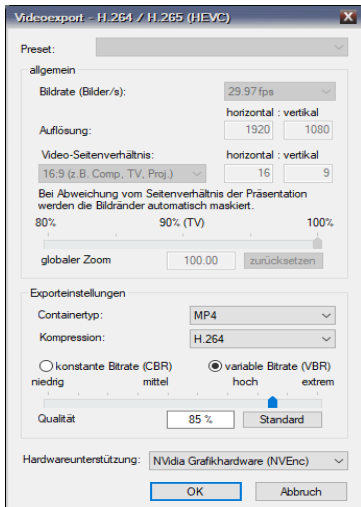 Videoexport - H.264 / H.265 (HEVC)
Preset:
allgemein
Bildrate (Bilder/s): 29.97 fps
horizontal : vertikal
Auflösung: 1920 1080
Video-Seitenverhältnis: horizontal : vertikal
16:9 (z.B. Comp, TV, Proj.) 16 9
Bei Abweichung vom Seitenverhältnis der Präsentation
werden die Bildränder automatisch maskiert.
80% 90% (TV) 100%
globaler Zoom 100.00 zurücksetzen
Exporteinstellungen
Containertyp: MP4
Kompression: H.264
konstante Bitrate (CBR) variable Bitrate (VBR)
niedrig mittel hoch extrem
Qualität 85 % Standard
Hardwareunterstützung: NVidia Grafikhardware (NVEnc)
OK Abbruch